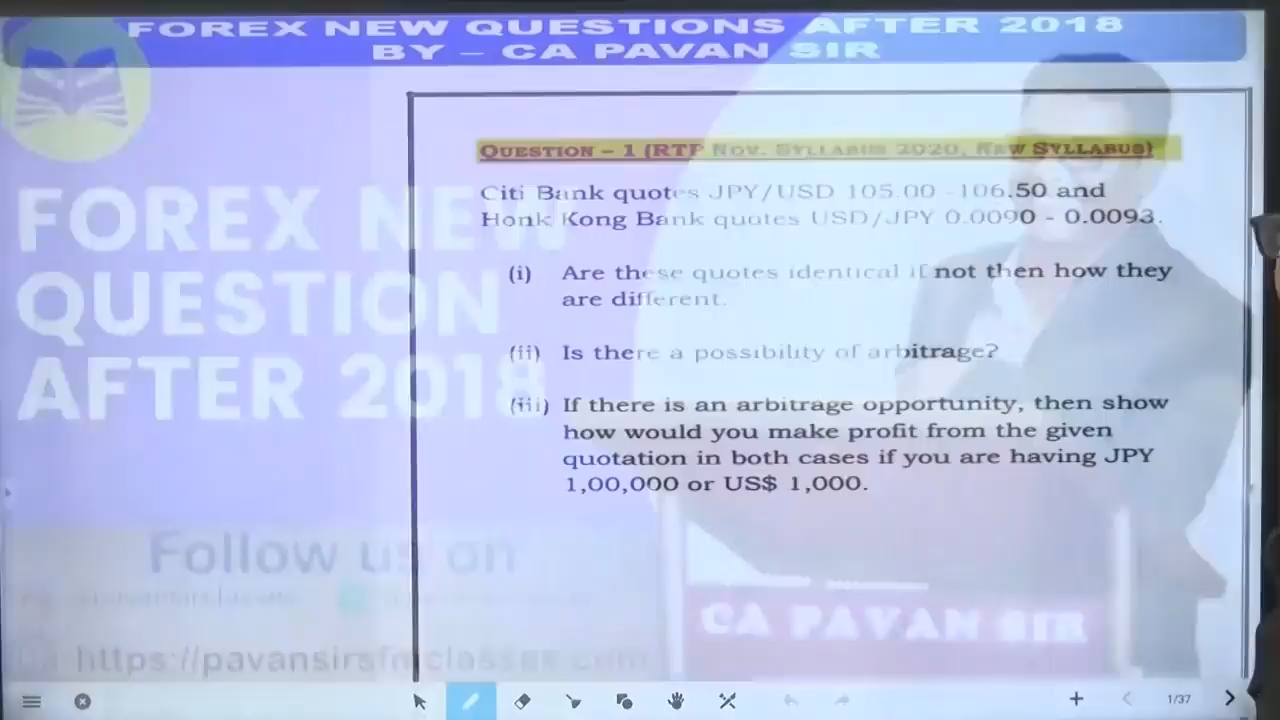 FOREX NEW QUESTIONS AFTER 2018
BY – CA PAVAN SIR
QUESTION – 1 (RTP NOV. SYLLABUS 2020, NEW SYLLABUS)
Citi Bank quotes JPY/USD 105.00 -106.50 and
Honk Kong Bank quotes USD/JPY 0.0090 - 0.0093.
(i) Are these quotes identical if not then how they
are different.
(ii) Is there a possibility of arbitrage?
(iii) If there is an arbitrage opportunity, then show
how would you make profit from the given
quotation in both cases if you are having JPY
1,00,000 or US$ 1,000.
FOREX NEW
QUESTION
AFTER 2018
Follow us on
https://pavansirsfmclasses.com
CA PAVAN SIR
1/37